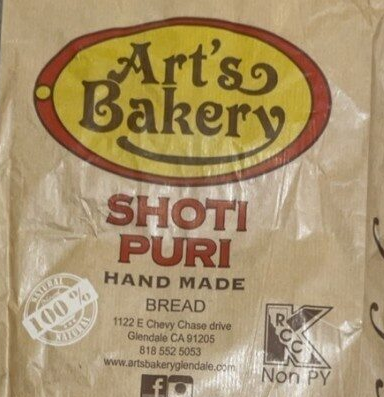 Art's
Bakery
SHOTI
PURI
HAND MADE
BREAD
1122 E Chevy Chase drive
Glendale CA 91205
818 552 5053
www.artsbakeryglendale.com
NATURAL
100%
NATURAL
K
RCC
Non PY
f